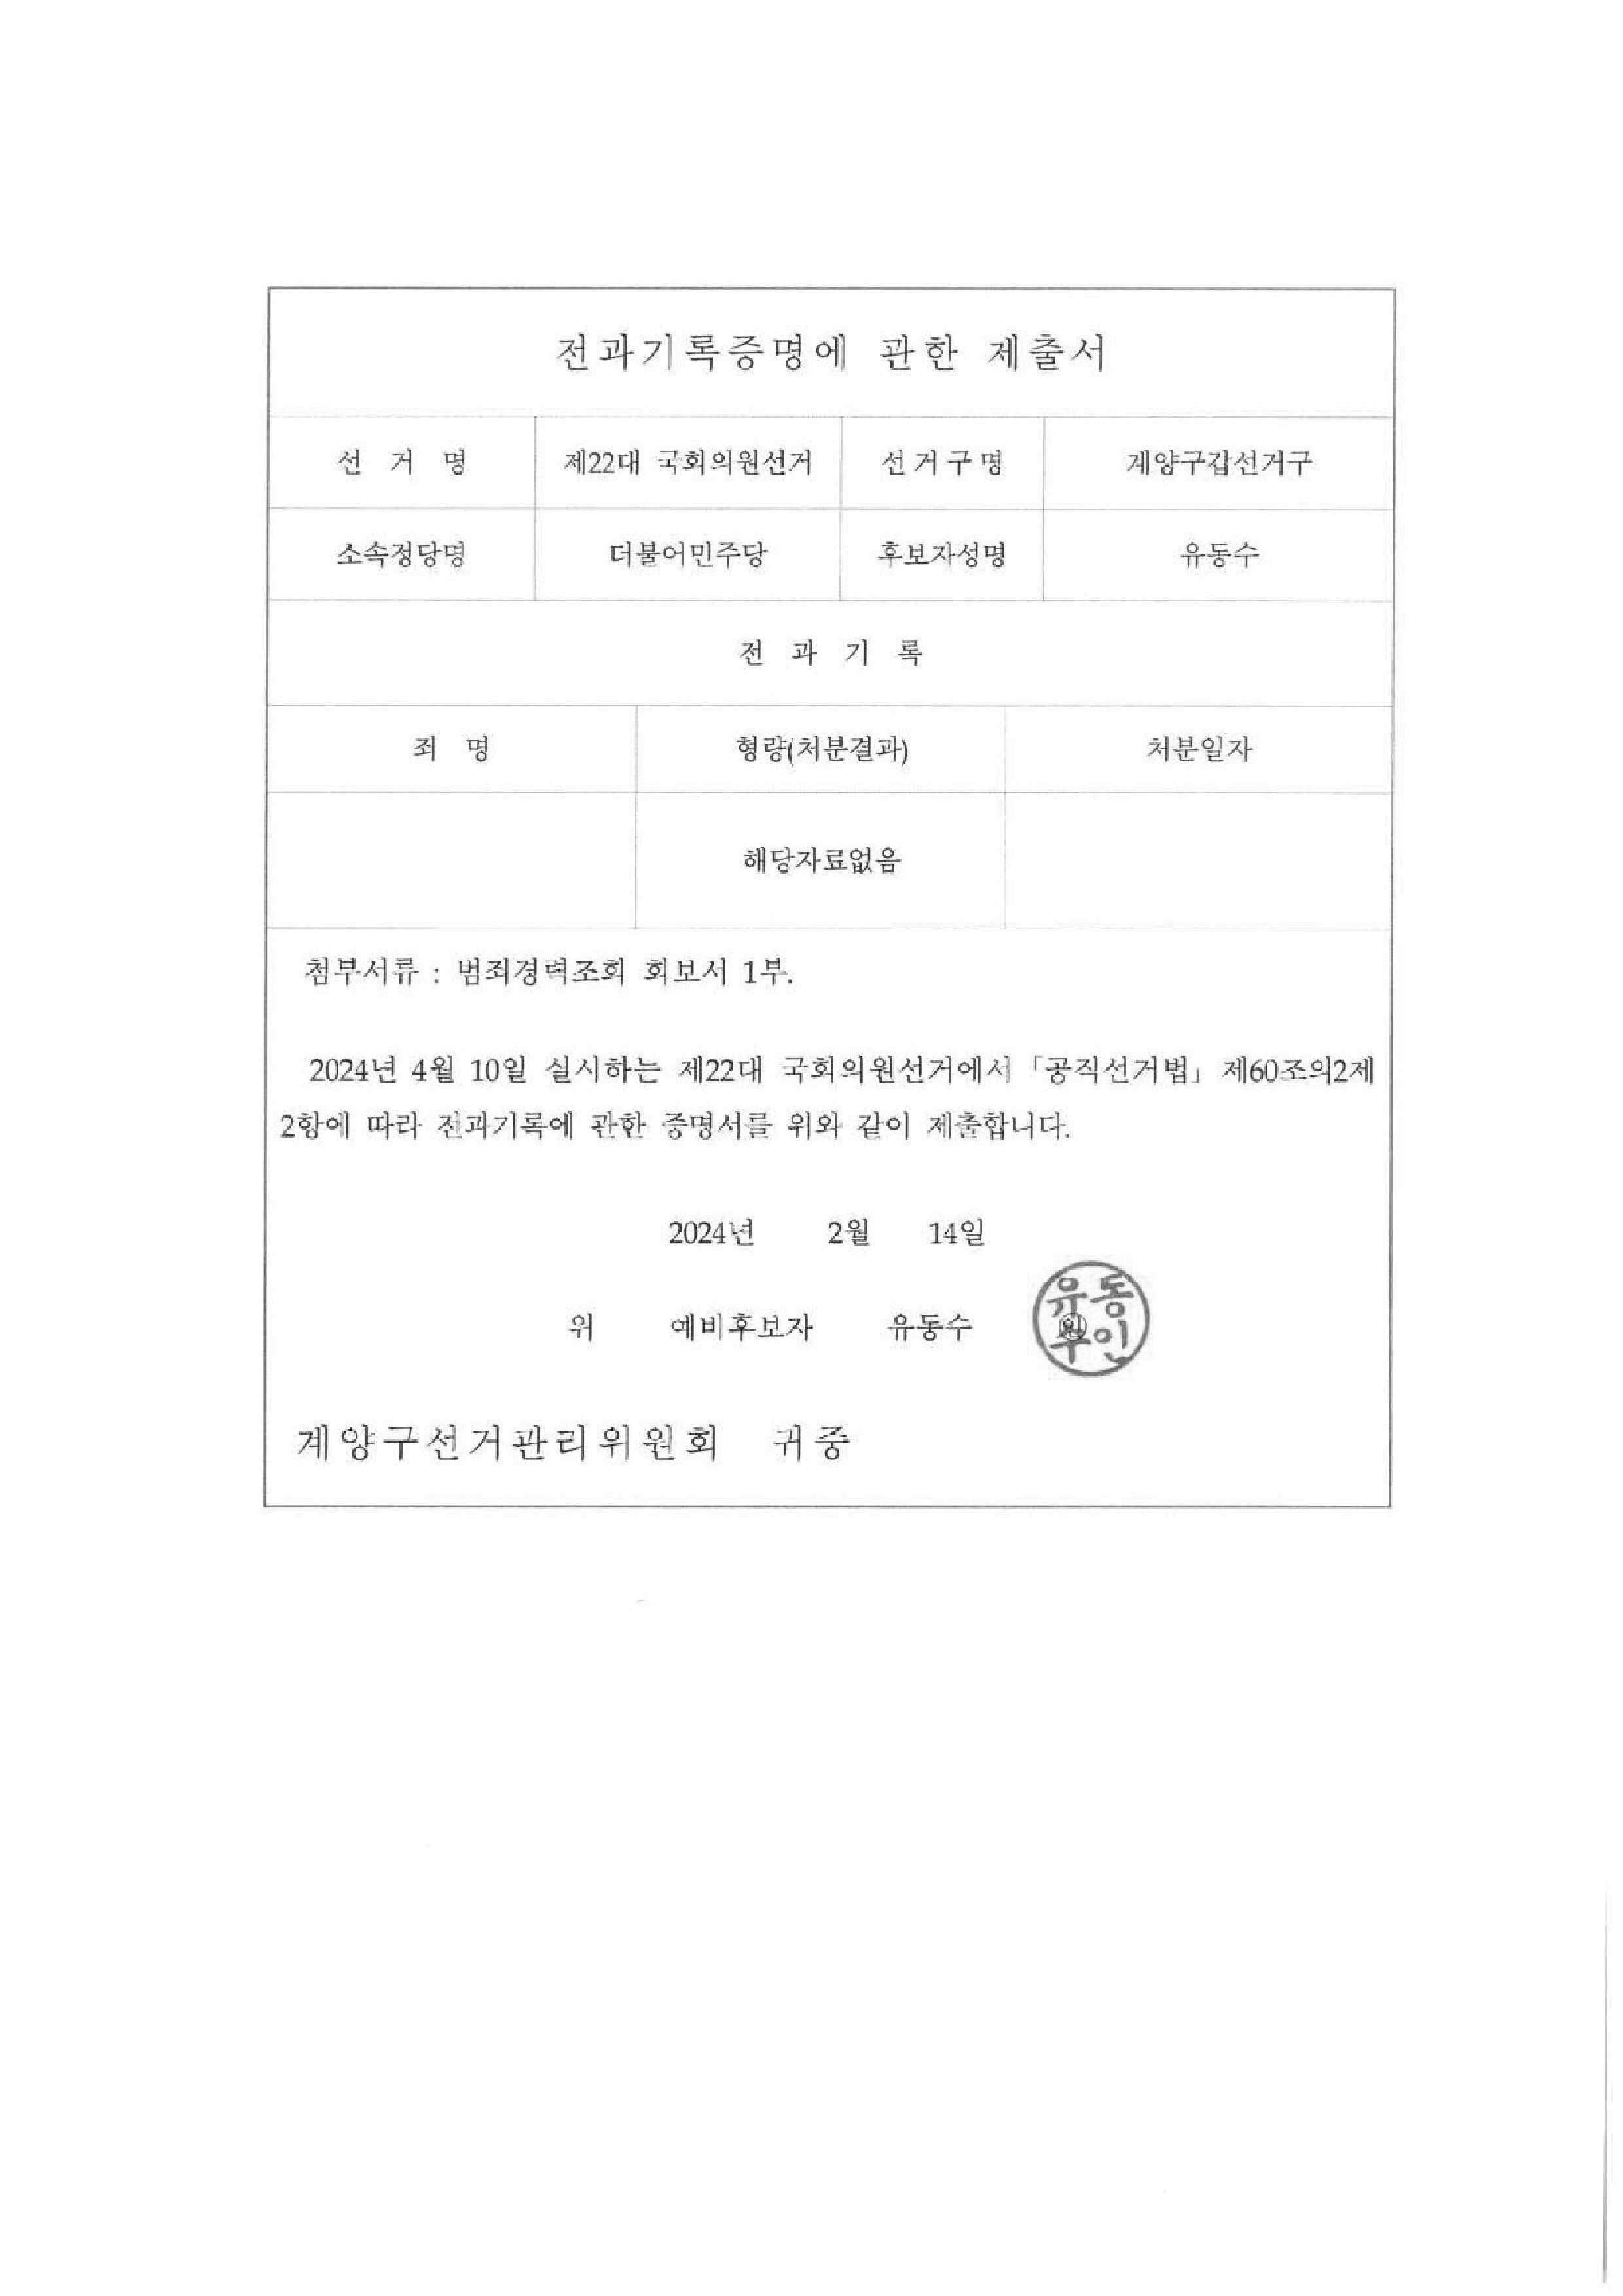 전과기록증명에 관한 제출서
선 거 명 제22대 국회의원선거 선거구명 계양구갑선거구
소속정당명 더불어민주당 후보자성명 유동수
전 과 기 록
죄 명 형량(처분결과) 처분일자
해당자료없음
첨부서류 : 범죄경력조회 회보서 1부.
2024년 4월 10일 실시하는 제22대 국회의원선거에서 「공직선거법」 제60조의2제
2항에 따라 전과기록에 관한 증명서를 위와 같이 제출합니다.
2024년 2월 14일
위 예비후보자 유동수 ㊞
유동
수인
계양구선거관리위원회 귀중